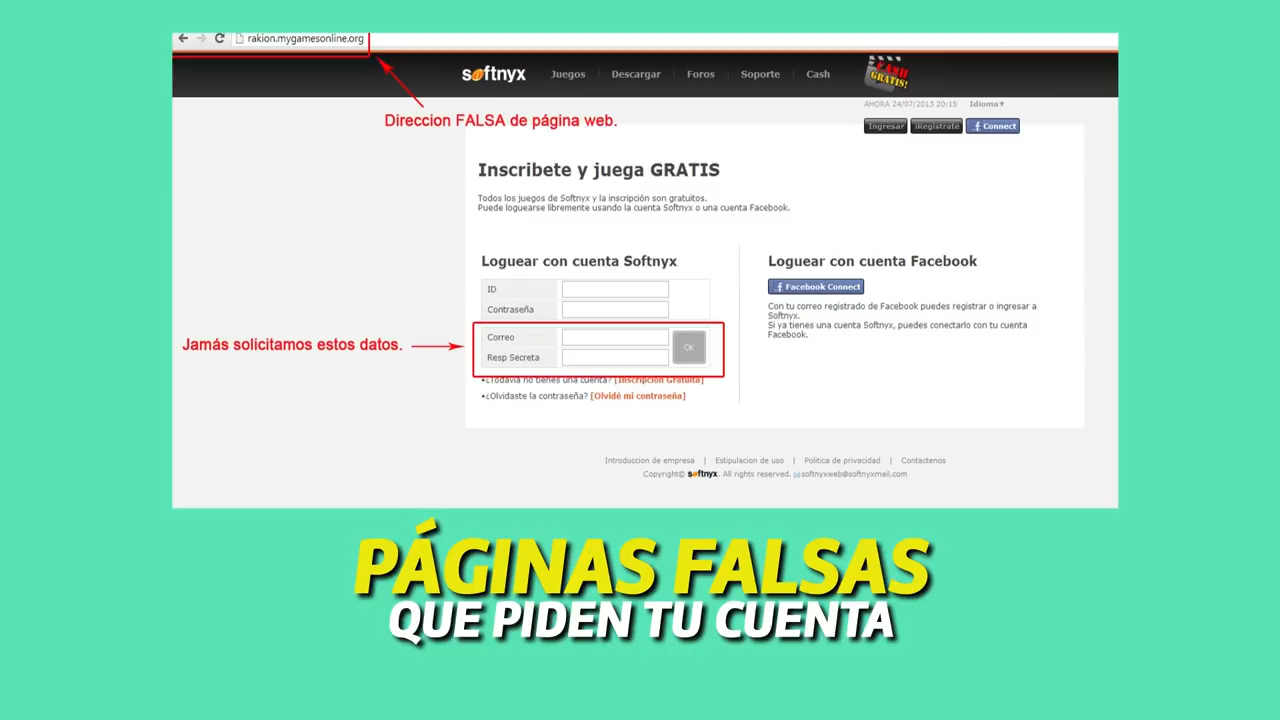 rakion.mygamesonline.org
softnyx Juegos Descargar Foros Soporte Cash CASH GRATIS!
AHORA 24/07/2013 20:15 Idioma▼
Direccion FALSA de página web.
Ingresar ¡Registrate f Connect
Inscribete y juega GRATIS
Todos los juegos de Softnyx y la inscripción son gratuitos.
Puede loguearse libremente usando la cuenta Softnyx o una cuenta Facebook.
Loguear con cuenta Softnyx
ID
Contraseña
Correo
Resp Secreta
OK
Jamás solicitamos estos datos.
•¿Todavía no tienes una cuenta? [Inscripción Gratuita]
•¿Olvidaste la contraseña? [Olvidé mi contraseña]
Loguear con cuenta Facebook
f Facebook Connect
Con tu correo registrado de Facebook puedes registrar o ingresar a
Softnyx.
Si ya tienes una cuenta Softnyx, puedes conectarlo con tu cuenta
Facebook.
Introduccion de empresa | Estipulacion de uso | Politica de privacidad | Contactenos
Copyright© softnyx. All rights reserved. softnyxweb@softnyxmail.com
PÁGINAS FALSAS
QUE PIDEN TU CUENTA